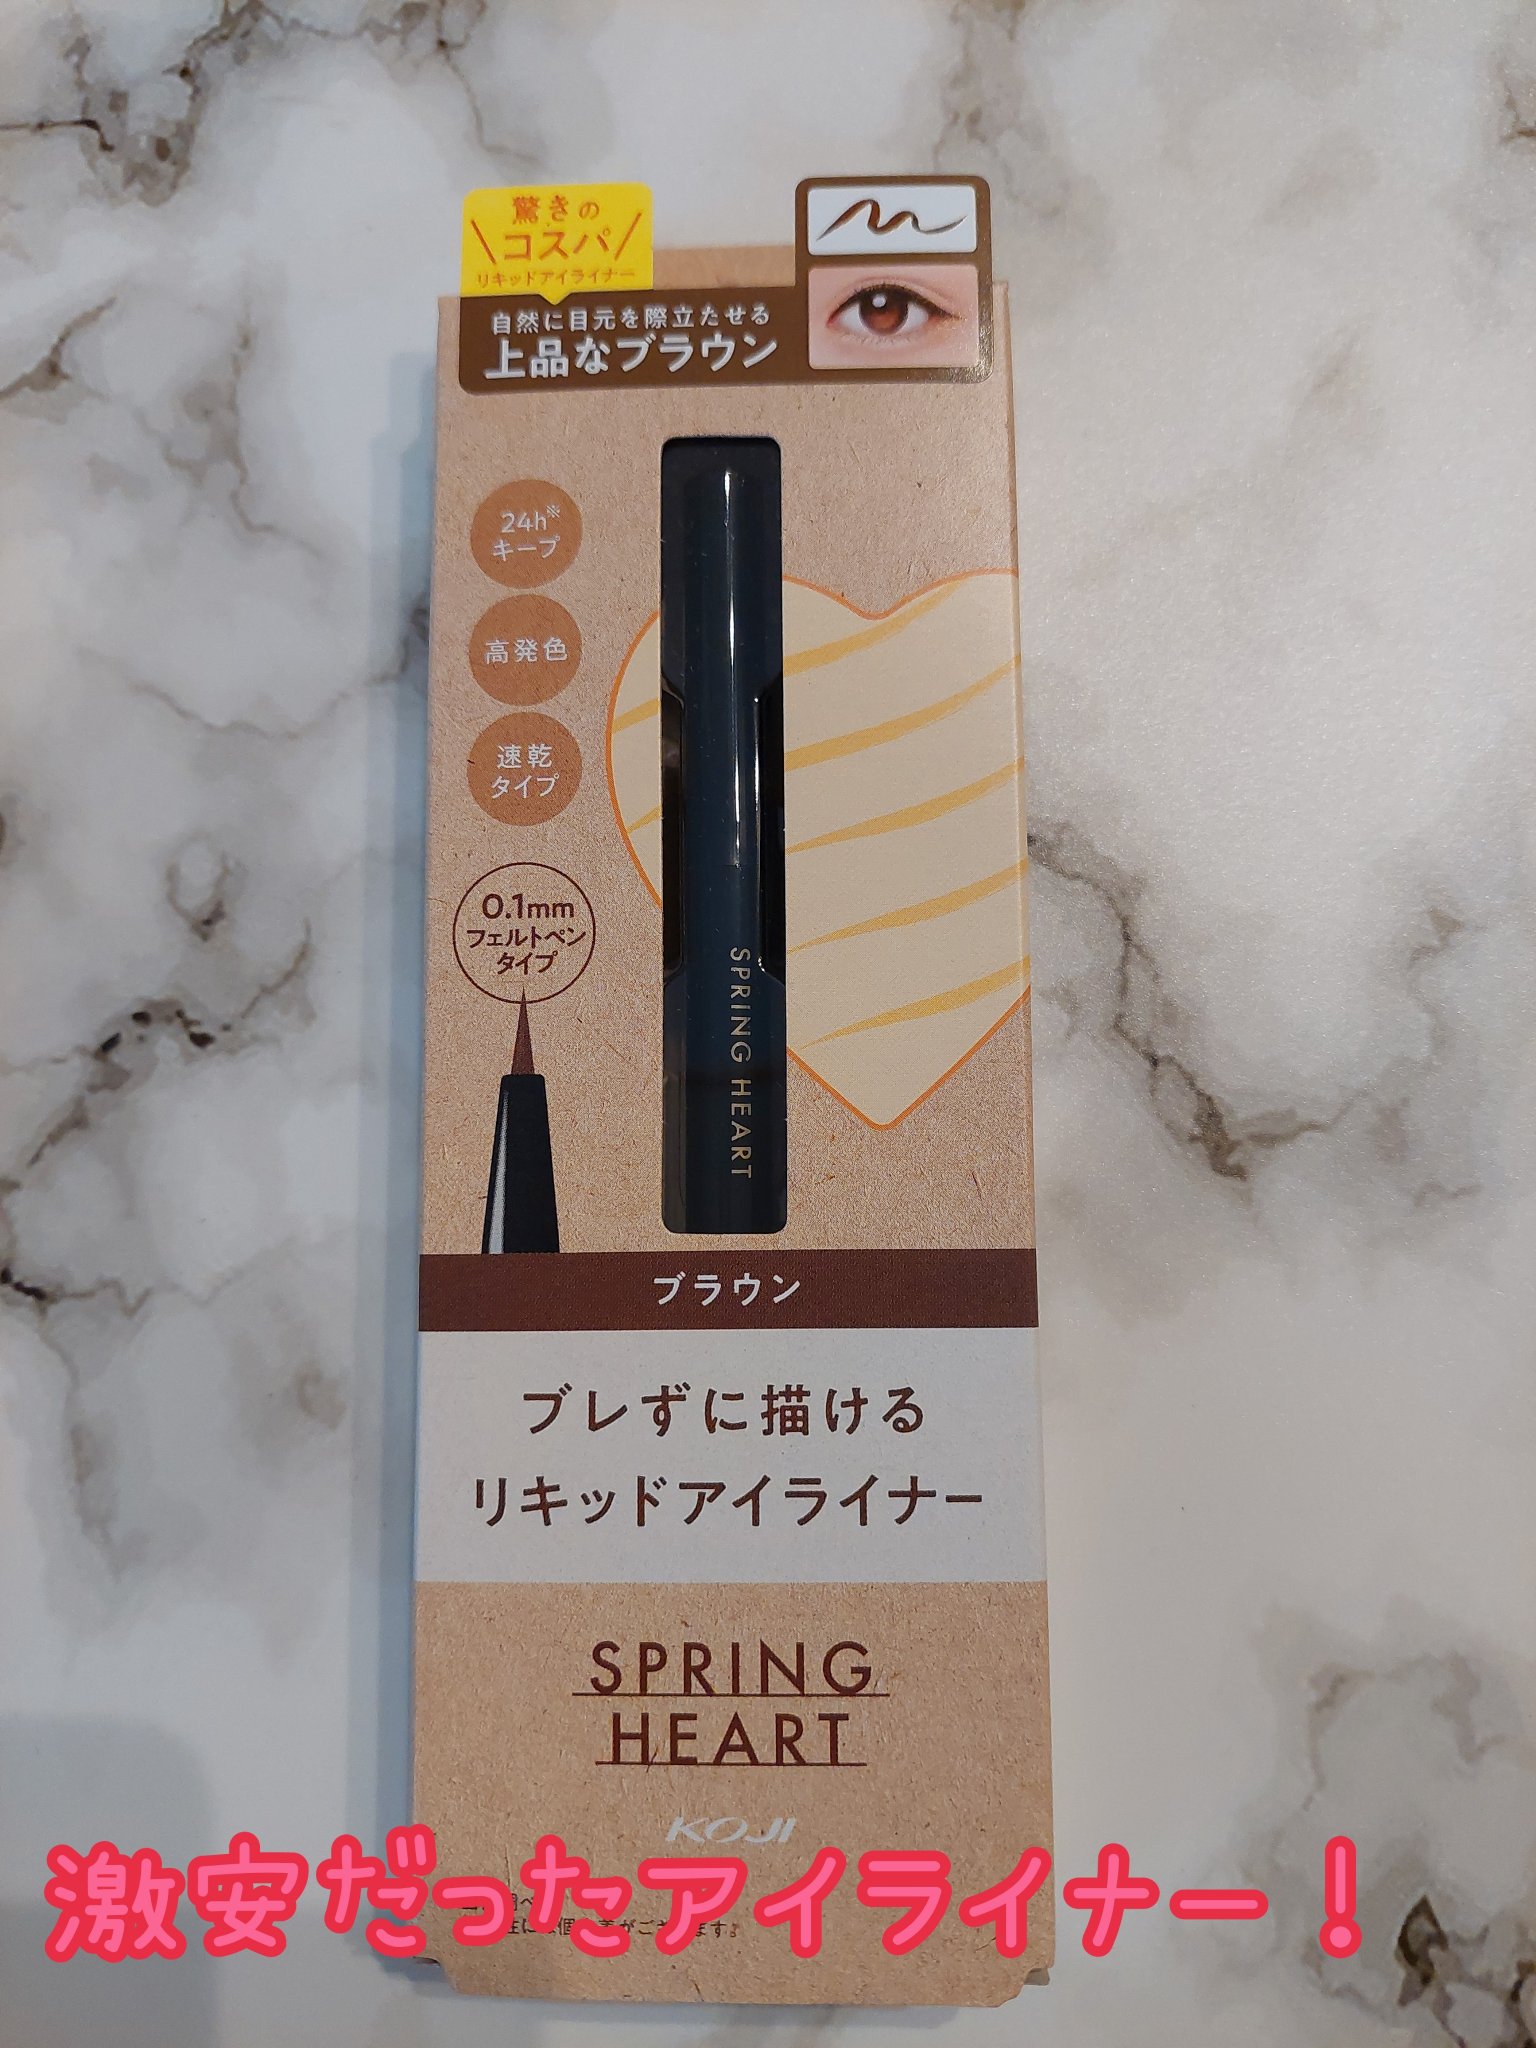 驚きの
コスパ
リキッドアイライナー
自然に目元を際立たせる
上品なブラウン
24h※
キープ
高発色
速乾
タイプ
0.1mm
フェルトペン
タイプ
SPRING HEART
ブラウン
ブレずに描ける
リキッドアイライナー
SPRING
HEART
KOJI
激安だったアイライナー！